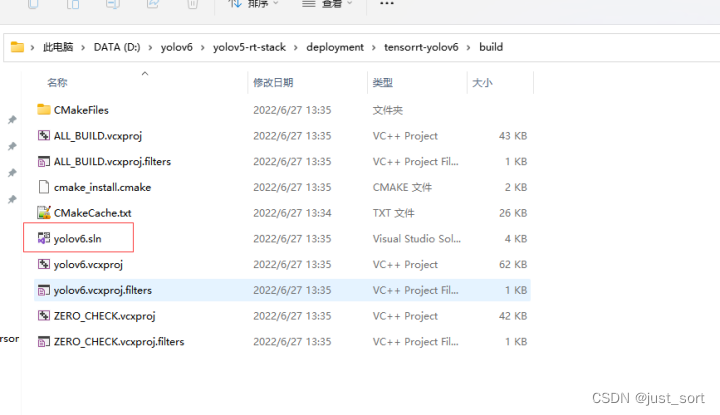 排序 查看 ...
此电脑 > DATA (D:) > yolov6 > yolov5-rt-stack > deployment > tensorrt-yolov6 > build
名称 修改日期 类型 大小
CMakeFiles 2022/6/27 13:35 文件夹
ALL_BUILD.vcxproj 2022/6/27 13:35 VC++ Project 43 KB
ALL_BUILD.vcxproj.filters 2022/6/27 13:35 VC++ Project Fil... 1 KB
cmake_install.cmake 2022/6/27 13:35 CMAKE 文件 2 KB
CMakeCache.txt 2022/6/27 13:34 TXT 文件 26 KB
yolov6.sln 2022/6/27 13:35 Visual Studio Sol... 4 KB
yolov6.vcxproj 2022/6/27 13:35 VC++ Project 62 KB
yolov6.vcxproj.filters 2022/6/27 13:35 VC++ Project Fil... 1 KB
ZERO_CHECK.vcxproj 2022/6/27 13:35 VC++ Project 42 KB
ZERO_CHECK.vcxproj.filters 2022/6/27 13:35 VC++ Project Fil... 1 KB
rsor
CSDN @just_sort